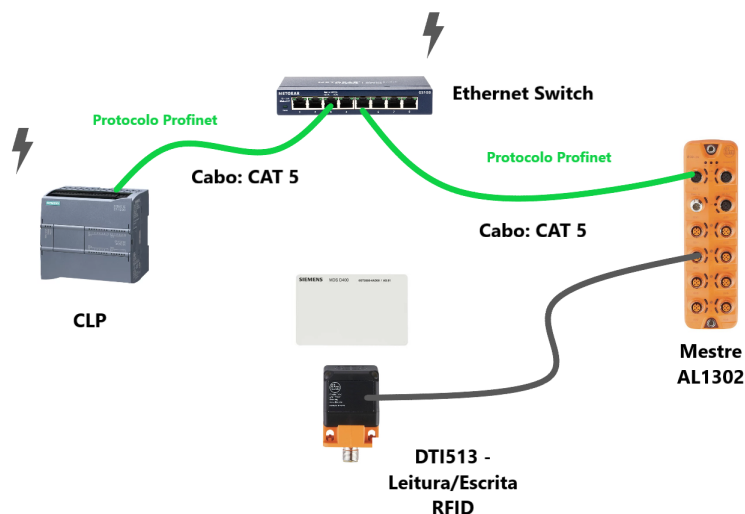 NETGEAR
Ethernet Switch
Protocolo Profinet
Protocolo Profinet
Cabo: CAT 5
Cabo: CAT 5
SIEMENS
CLP
Mestre
AL1302
DTI513 -
Leitura/Escrita
RFID